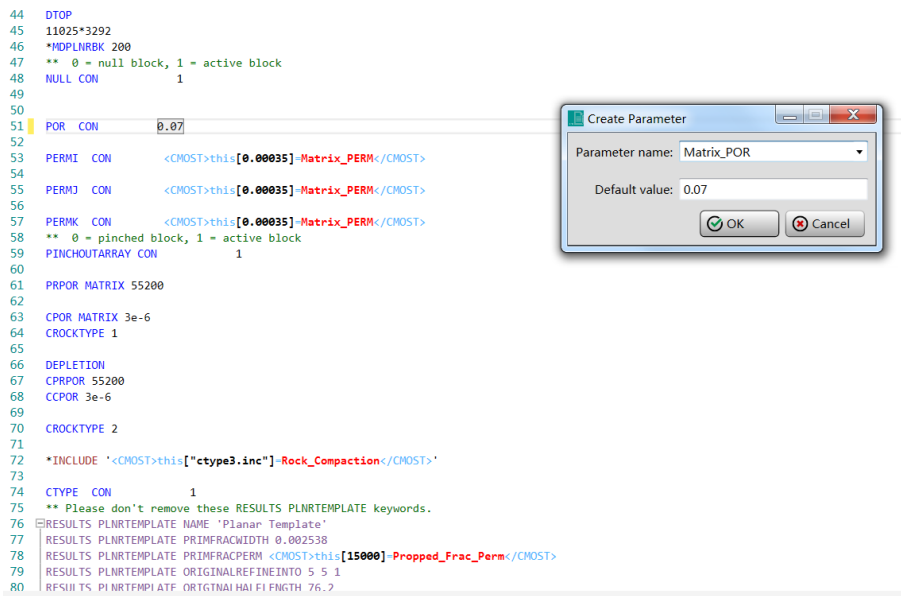 44 DTOP
45 11025*3292
46 *MDPLNRBK 200
47 ** 0 = null block, 1 = active block
48 NULL CON 1
49
50
51 POR CON 0.07
52
53 PERMI CON <CMOST>this[0.00035]=Matrix_PERM</CMOST>
54
55 PERMJ CON <CMOST>this[0.00035]=Matrix_PERM</CMOST>
56
57 PERMK CON <CMOST>this[0.00035]=Matrix_PERM</CMOST>
58 ** 0 = pinched block, 1 = active block
59 PINCHOUTARRAY CON 1
60
61 PRPOR MATRIX 55200
62
63 CPOR MATRIX 3e-6
64 CROCKTYPE 1
65
66 DEPLETION
67 CPRPOR 55200
68 CCPOR 3e-6
69
70 CROCKTYPE 2
71
72 *INCLUDE '<CMOST>this["ctype3.inc"]=Rock_Compaction</CMOST>'
73
74 CTYPE CON 1
75 ** Please don't remove these RESULTS PLNRTEMPLATE keywords.
76 RESULTS PLNRTEMPLATE NAME 'Planar Template'
77 RESULTS PLNRTEMPLATE PRIMFRACWIDTH 0.002538
78 RESULTS PLNRTEMPLATE PRIMFRACPERM <CMOST>this[15000]=Propped_Frac_Perm</CMOST>
79 RESULTS PLNRTEMPLATE ORIGINALREFINEINTO 5 5 1
80 RESULTS PLNRTEMPLATE ORIGINALHALFLENGTH 76.2
Create Parameter
Parameter name: Matrix_POR
Default value: 0.07
OK Cancel